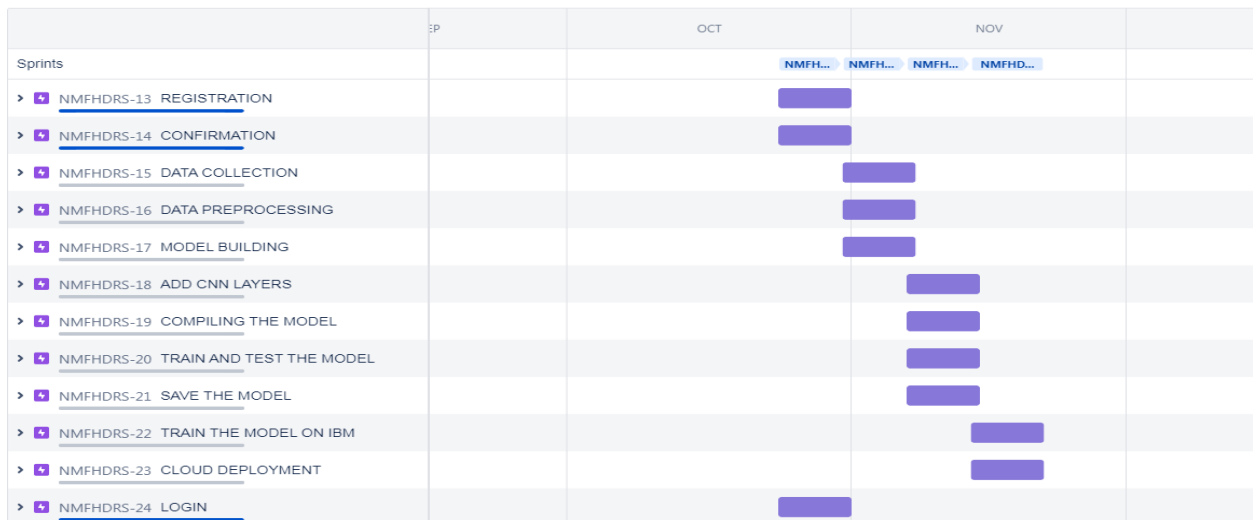 EP OCT NOV
Sprints NMFH... NMFH... NMFH... NMFHD...
NMFHDRS-13 REGISTRATION
NMFHDRS-14 CONFIRMATION
NMFHDRS-15 DATA COLLECTION
NMFHDRS-16 DATA PREPROCESSING
NMFHDRS-17 MODEL BUILDING
NMFHDRS-18 ADD CNN LAYERS
NMFHDRS-19 COMPILING THE MODEL
NMFHDRS-20 TRAIN AND TEST THE MODEL
NMFHDRS-21 SAVE THE MODEL
NMFHDRS-22 TRAIN THE MODEL ON IBM
NMFHDRS-23 CLOUD DEPLOYMENT
NMFHDRS-24 LOGIN